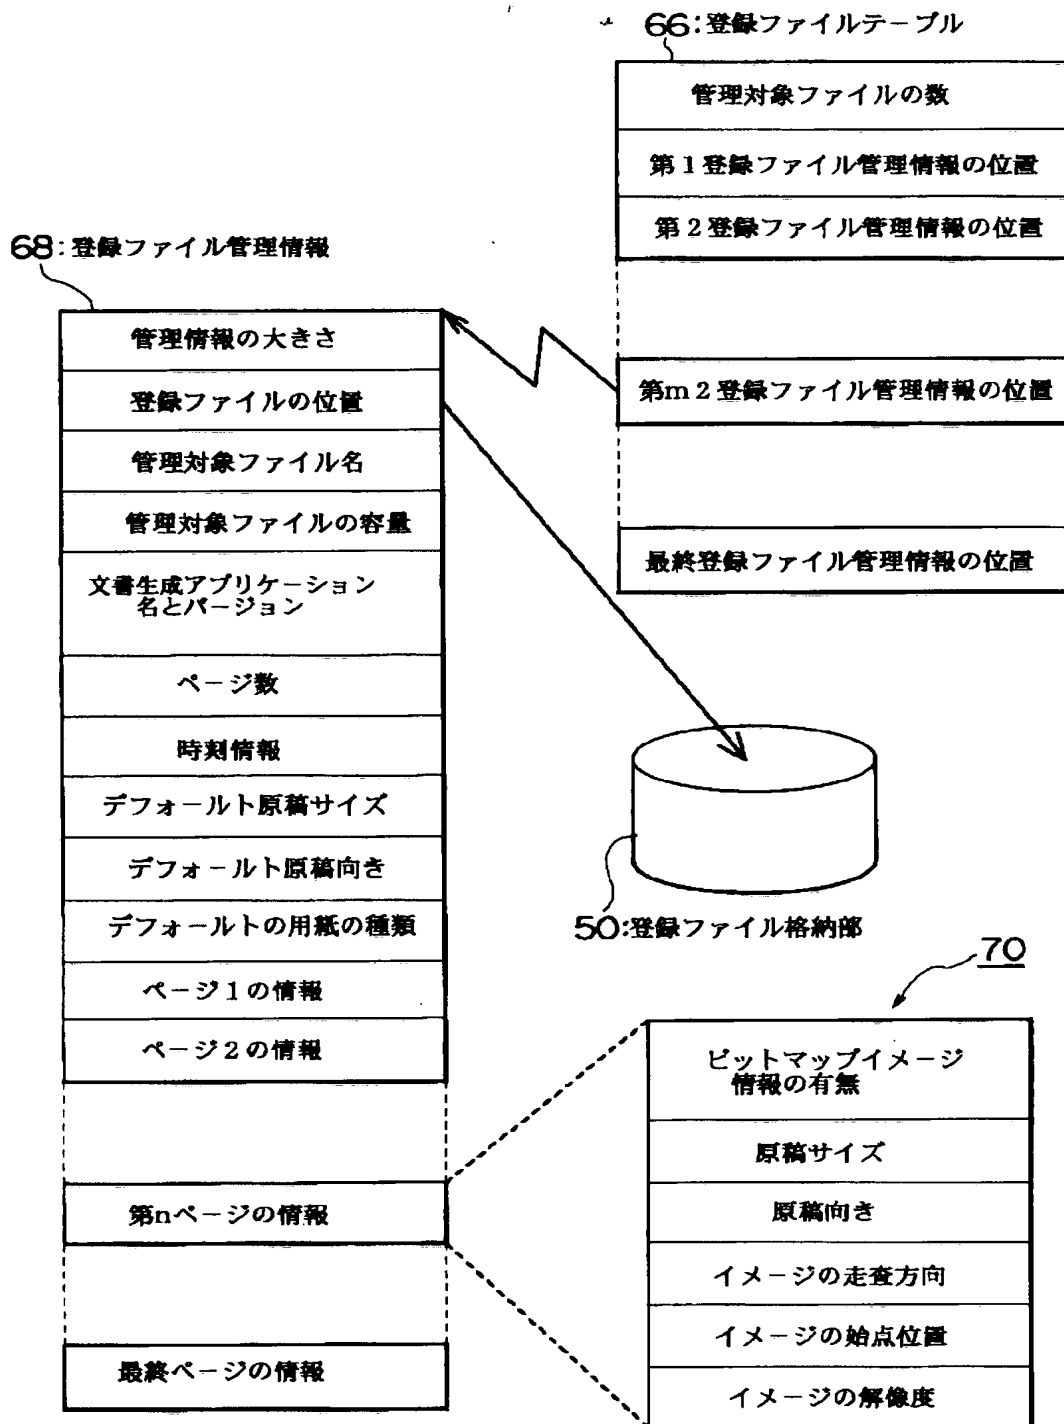 66:登録ファイルテーブル
管理対象ファイルの数
第1登録ファイル管理情報の位置
第2登録ファイル管理情報の位置
第m2登録ファイル管理情報の位置
最終登録ファイル管理情報の位置
68:登録ファイル管理情報
管理情報の大きさ
登録ファイルの位置
管理対象ファイル名
管理対象ファイルの容量
文書生成アプリケーション
名とバージョン
ページ数
時刻情報
デフォールト原稿サイズ
デフォールト原稿向き
デフォールトの用紙の種類
ページ1の情報
ページ2の情報
第nページの情報
最終ページの情報
50:登録ファイル格納部
70
ビットマップイメージ
情報の有無
原稿サイズ
原稿向き
イメージの走査方向
イメージの始点位置
イメージの解像度